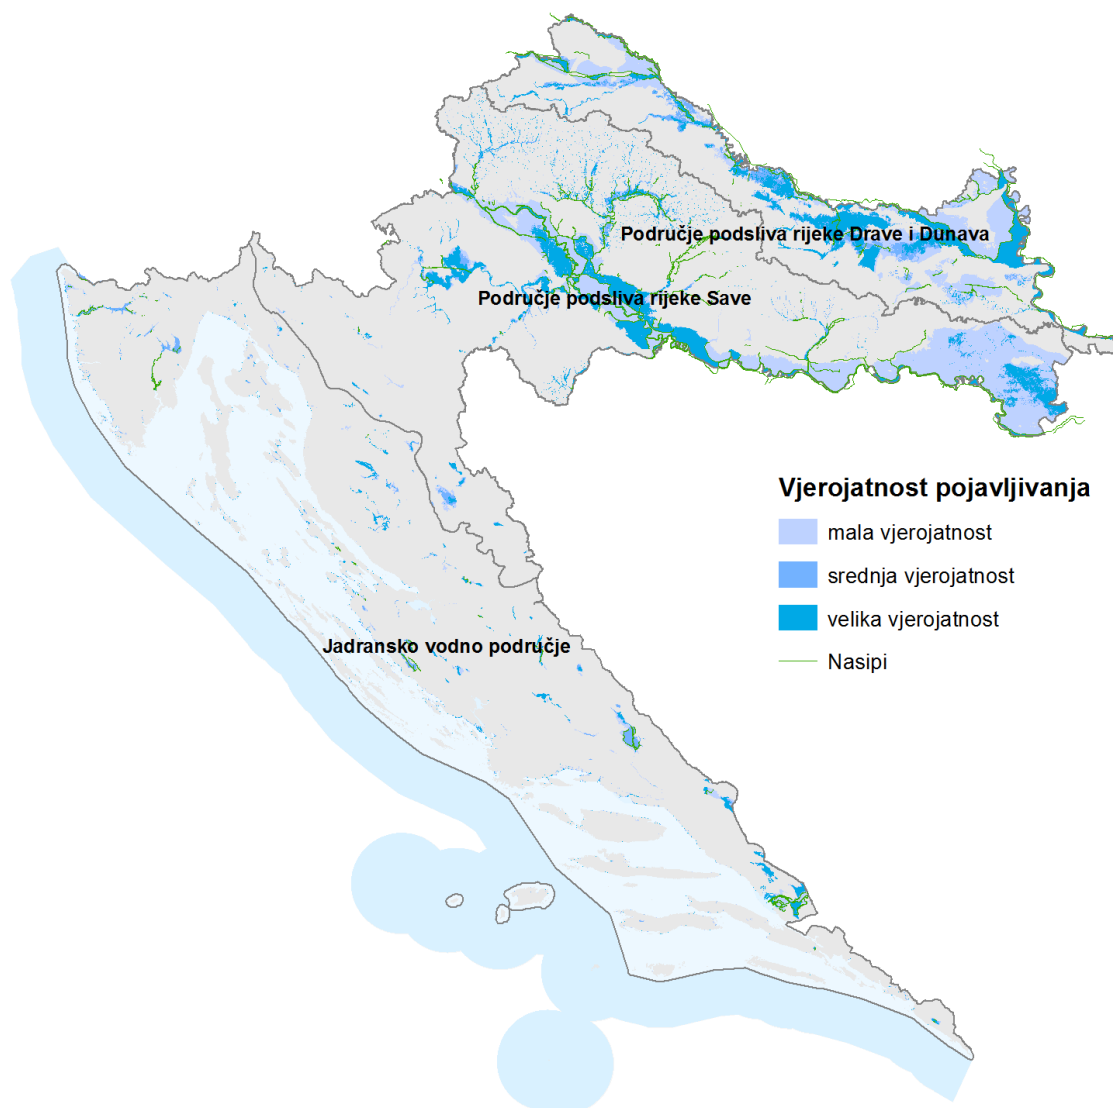 Područje podsliva rijeke Drave i Dunava
Područje podsliva rijeke Save
Vjerojatnost pojavljivanja
mala vjerojatnost
srednja vjerojatnost
velika vjerojatnost
Nasipi
Jadransko vodno područje